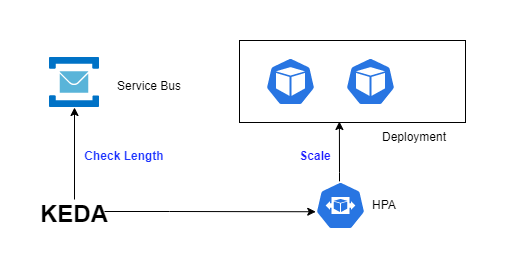 Service Bus
Deployment
Check Length
Scale
KEDA
HPA